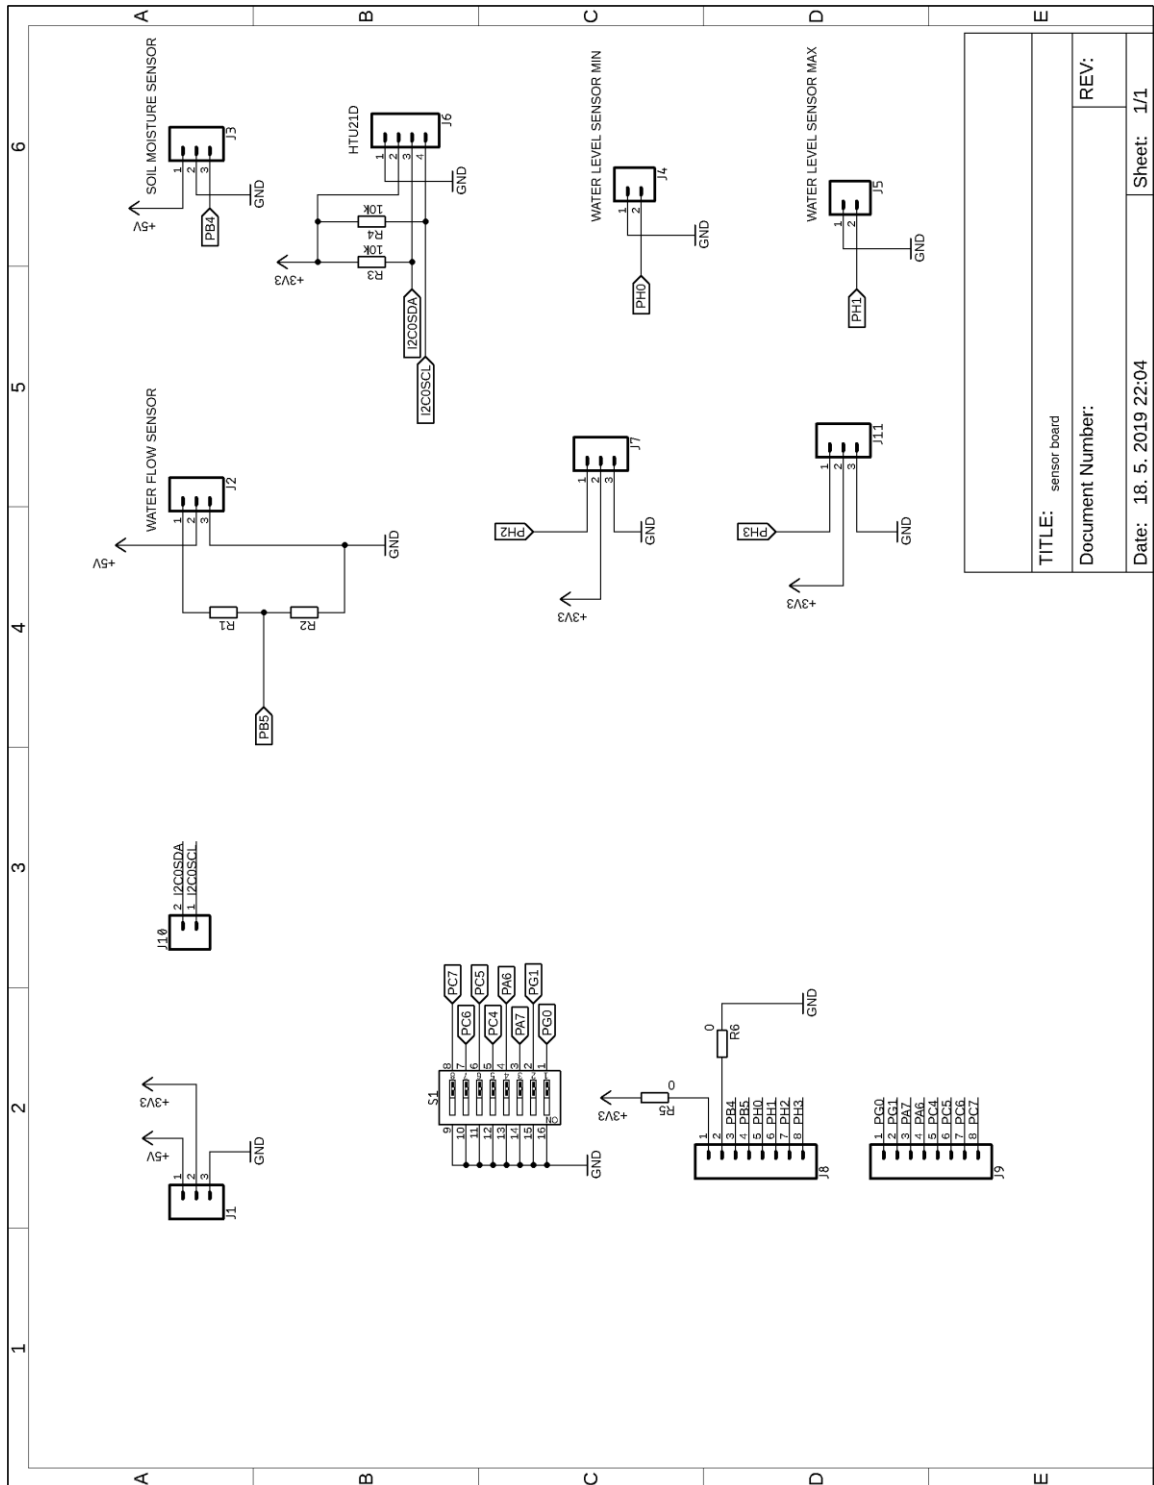 A
B
C
D
E
1
2
3
4
5
6
SOIL MOISTURE SENSOR
J3
1
2
3
+5V
PB4
GND
HTU21D
J6
1
2
3
4
+3V3
R3
10k
R4
10k
GND
I2C0SDA
I2C0SCL
WATER LEVEL SENSOR MIN
J4
1
2
GND
PH0
WATER LEVEL SENSOR MAX
J5
1
2
GND
PH1
WATER FLOW SENSOR
J2
1
2
3
+5V
R1
R2
GND
PB5
J7
1
2
3
PH2
+3V3
GND
J11
1
2
3
PH3
+3V3
GND
J10
2 I2C0SDA
1 I2C0SCL
J1
1
2
3
+5V
+3V3
GND
S1
ON
8
7
6
5
4
3
2
1
9
10
11
12
13
14
15
16
PC7
PC6
PC5
PC4
PA6
PA7
PG1
PG0
GND
+3V3
R5
0
R6
0
GND
1
2
3 PB4
4 PB5
5 PH0
6 PH1
7 PH2
8 PH3
J8
1 PG0
2 PG1
3 PA7
4 PA6
5 PC4
6 PC5
7 PC6
8 PC7
J9
TITLE: sensor board
Document Number:
REV:
Date: 18. 5. 2019 22:04
Sheet: 1/1
A
B
C
D
E